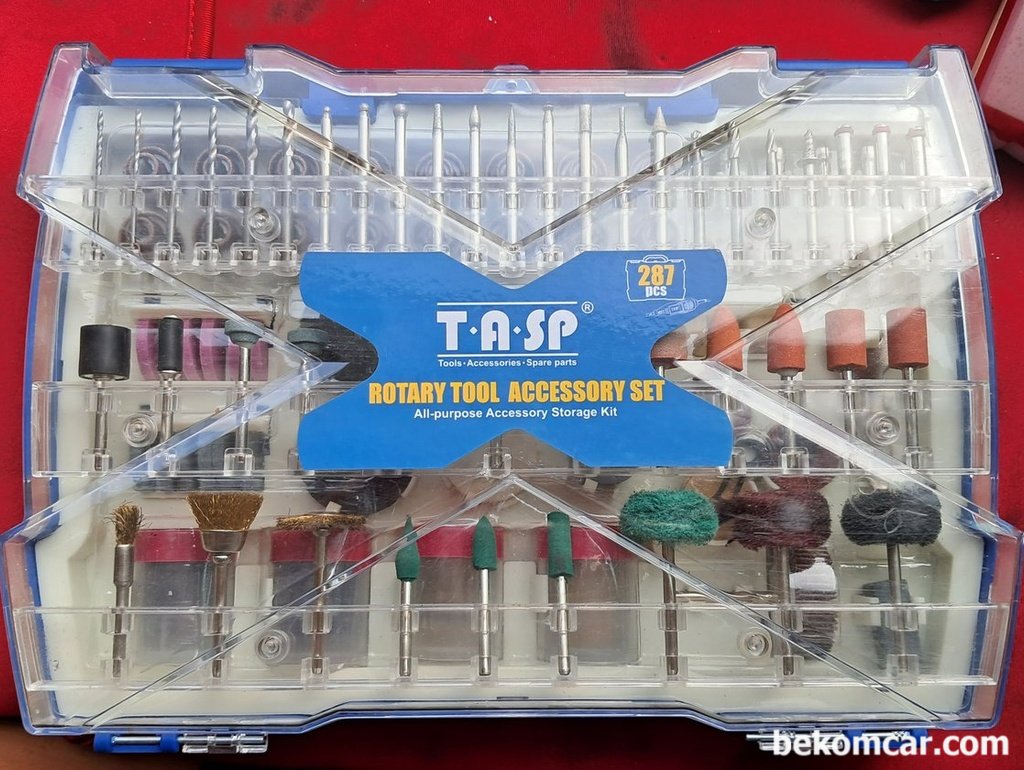 287
pcs
T·A·SP®
Tools·Accessories·Spare parts
ROTARY TOOL ACCESSORY SET
All-purpose Accessory Storage Kit
bekomcar.com